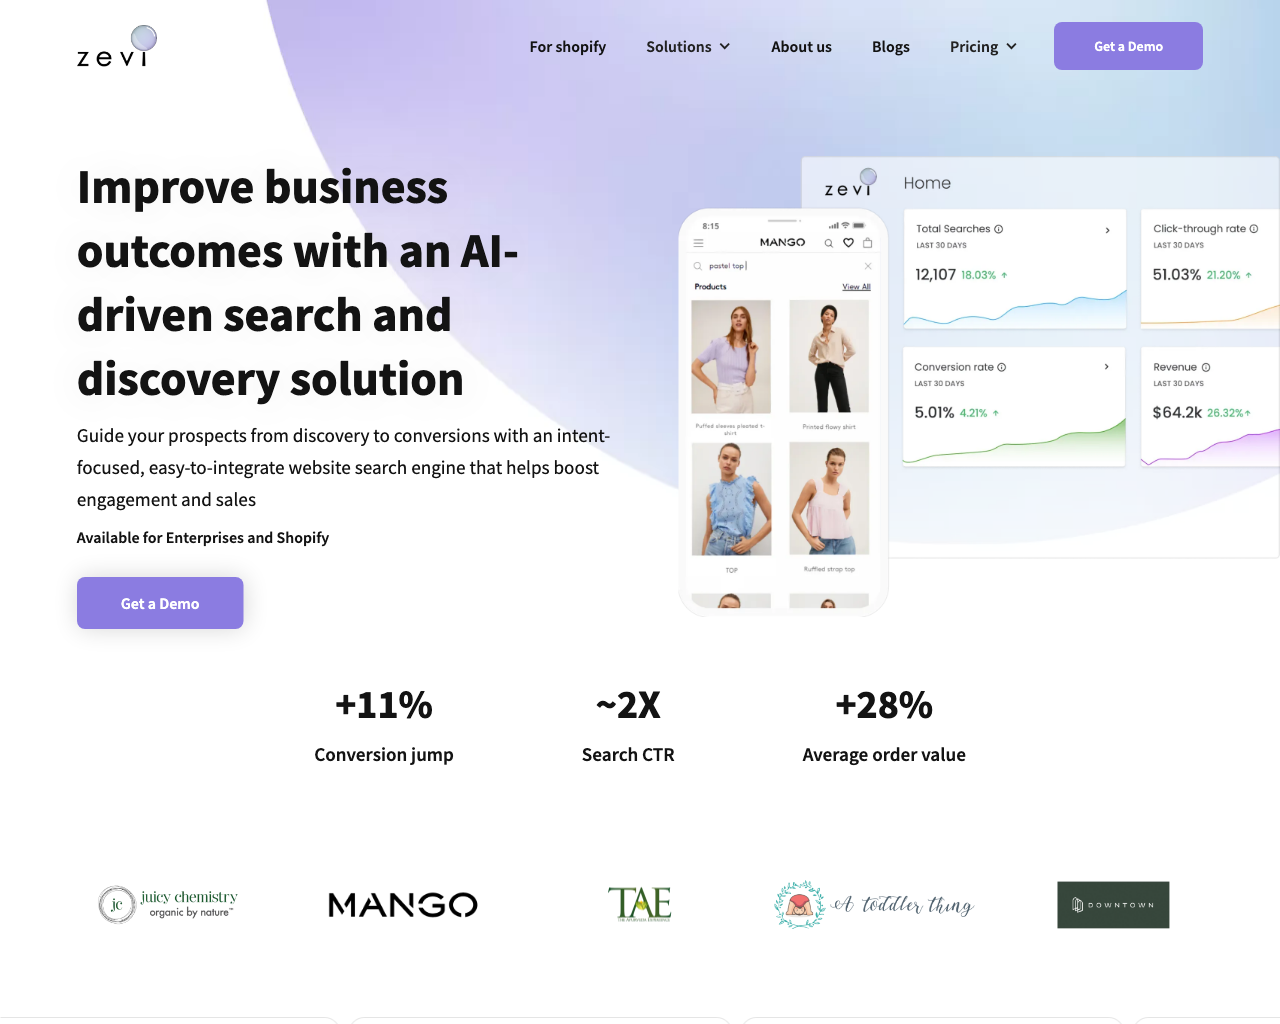 zevi
For shopify
Solutions
About us
Blogs
Pricing
Get a Demo
Improve business
outcomes with an AI-
driven search and
discovery solution
Guide your prospects from discovery to conversions with an intent-
focused, easy-to-integrate website search engine that helps boost
engagement and sales
Available for Enterprises and Shopify
Get a Demo
8:15
MANGO
pastel top
Products
View All
Puffed sleeves pleated t-
shirt
Printed flowy shirt
TOP
Ruffled strap top
zevi
Home
Total Searches
LAST 30 DAYS
12,107 18.03%
Click-through rate
LAST 30 DAYS
51.03% 21.20%
Conversion rate
LAST 30 DAYS
5.01% 4.21%
Revenue
LAST 30 DAYS
$64.2k 26.32%
+11%
Conversion jump
~2X
Search CTR
+28%
Average order value
jc
juicy chemistry
organic by nature™
MANGO
TAE
THE AYURVEDA EXPERIENCE
A toddler thing
DOWNTOWN